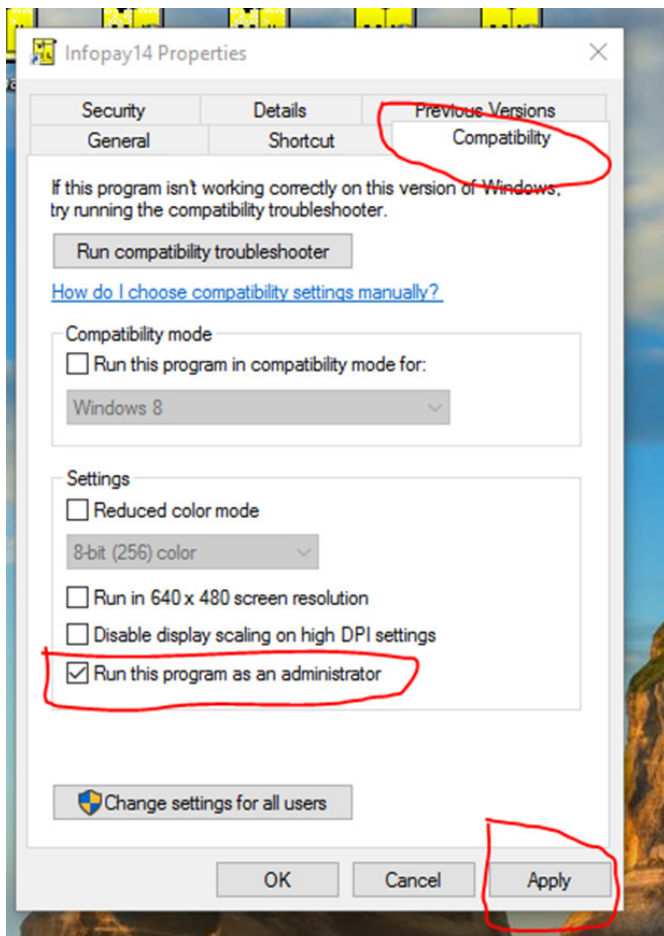 Infopay14 Properties
Security Details Previous Versions
General Shortcut Compatibility
If this program isn't working correctly on this version of Windows,
try running the compatibility troubleshooter.
Run compatibility troubleshooter
How do I choose compatibility settings manually?
Compatibility mode
Run this program in compatibility mode for:
Windows 8
Settings
Reduced color mode
8-bit (256) color
Run in 640 x 480 screen resolution
Disable display scaling on high DPI settings
Run this program as an administrator
Change settings for all users
OK Cancel Apply